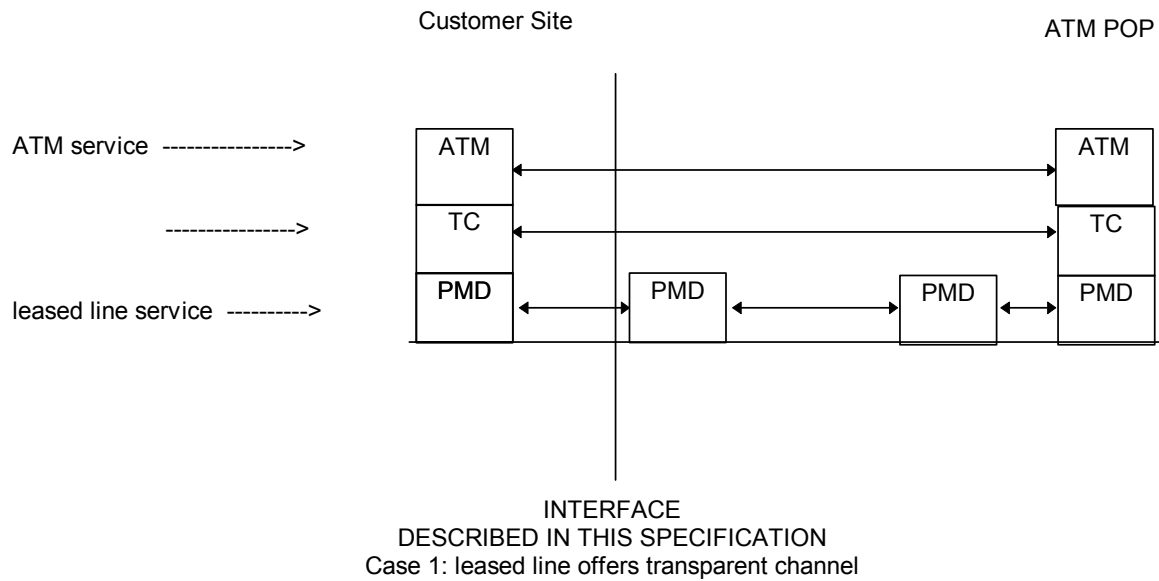 Customer Site
ATM POP
ATM service ---------------->
ATM
ATM
---------------->
TC
TC
leased line service ---------->
PMD
PMD
PMD
PMD
INTERFACE
DESCRIBED IN THIS SPECIFICATION
Case 1: leased line offers transparent channel